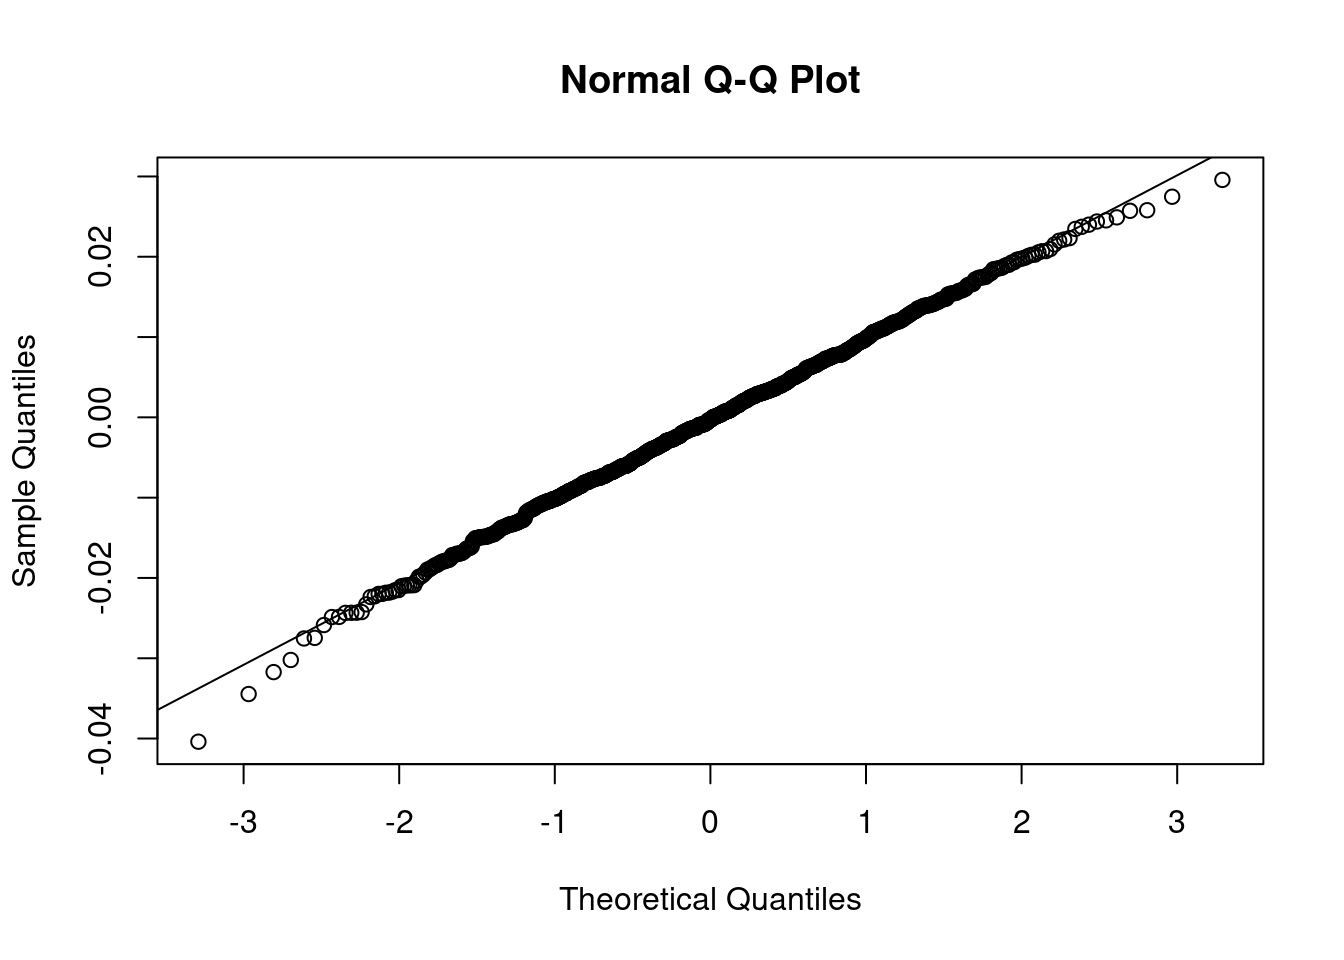 Normal Q-Q Plot
Sample Quantiles
0.02
0.00
-0.02
-0.04
-3 -2 -1 0 1 2 3
Theoretical Quantiles